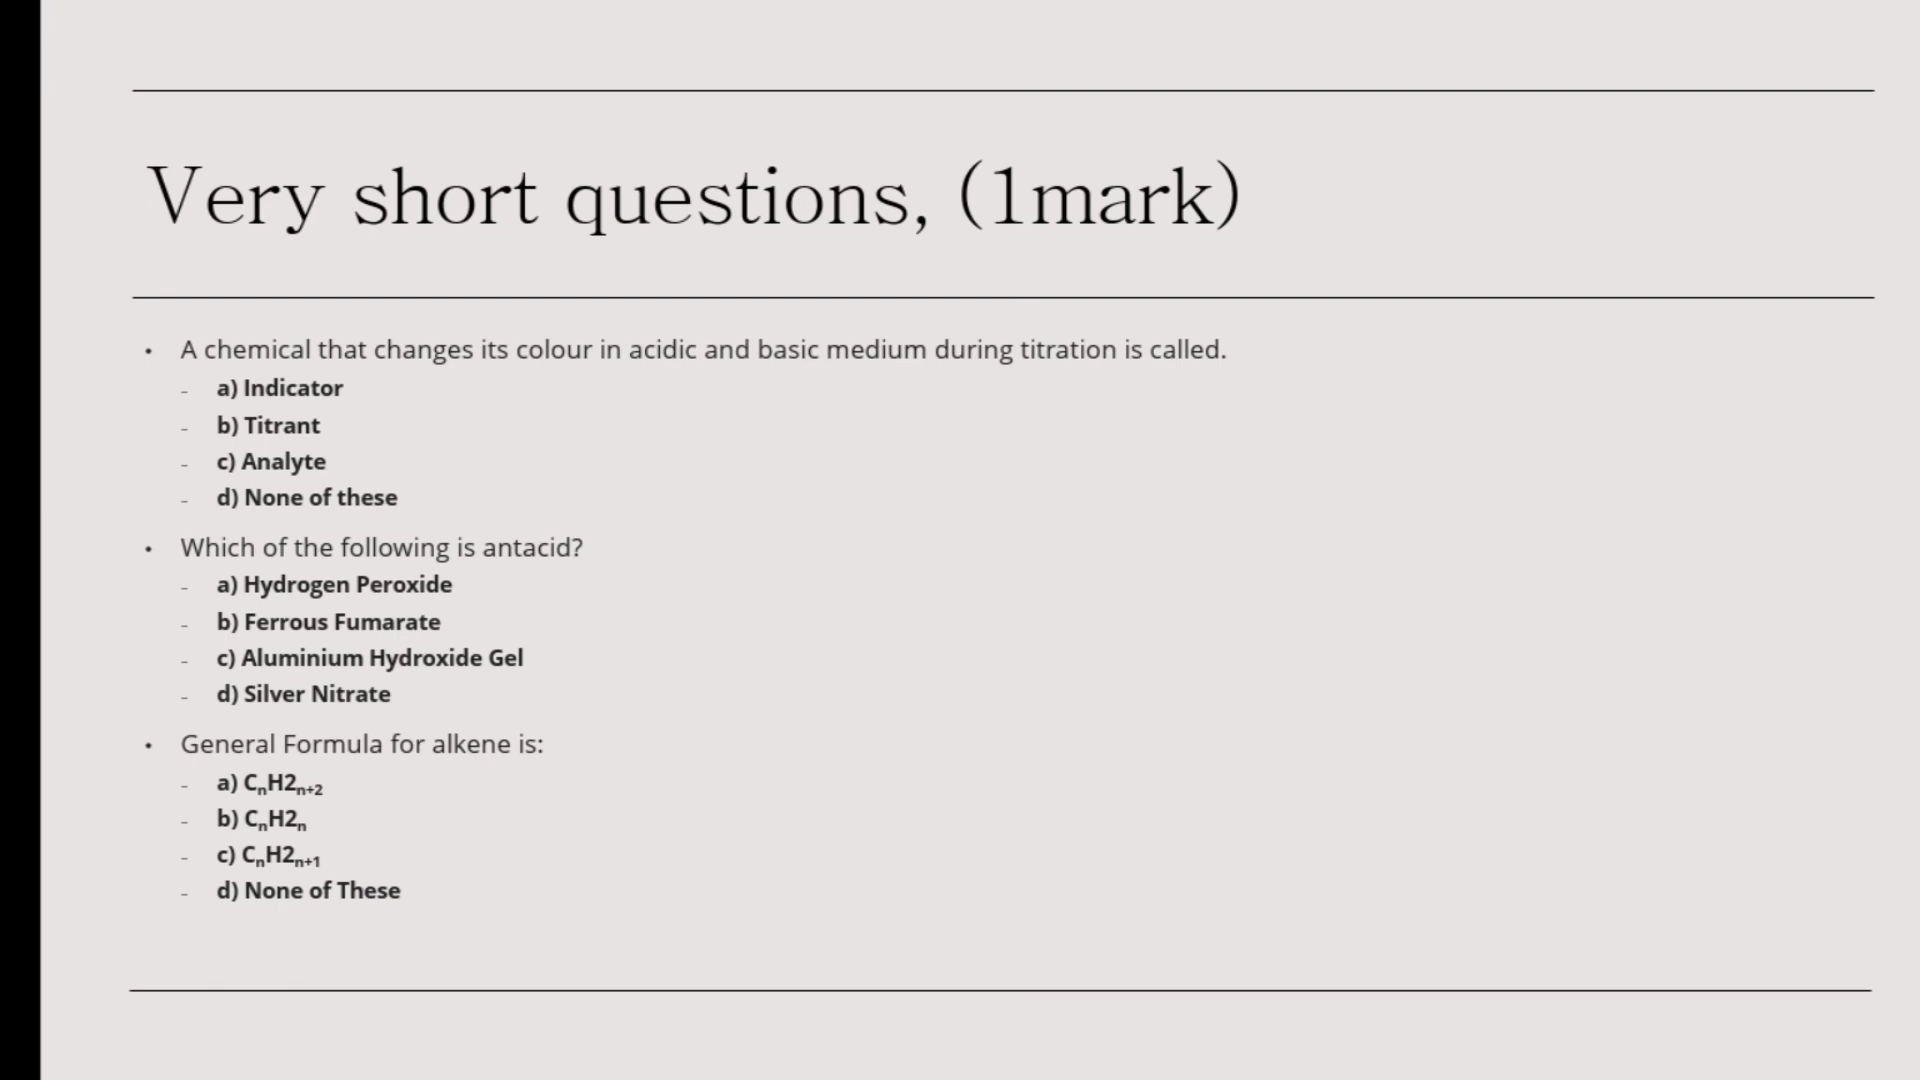 Very short questions, (1mark)
• A chemical that changes its colour in acidic and basic medium during titration is called.
- a) Indicator
- b) Titrant
- c) Analyte
- d) None of these
• Which of the following is antacid?
- a) Hydrogen Peroxide
- b) Ferrous Fumarate
- c) Aluminium Hydroxide Gel
- d) Silver Nitrate
• General Formula for alkene is:
- a) CₙH2ₙ₊₂
- b) CₙH2ₙ
- c) CₙH2ₙ₊₁
- d) None of These